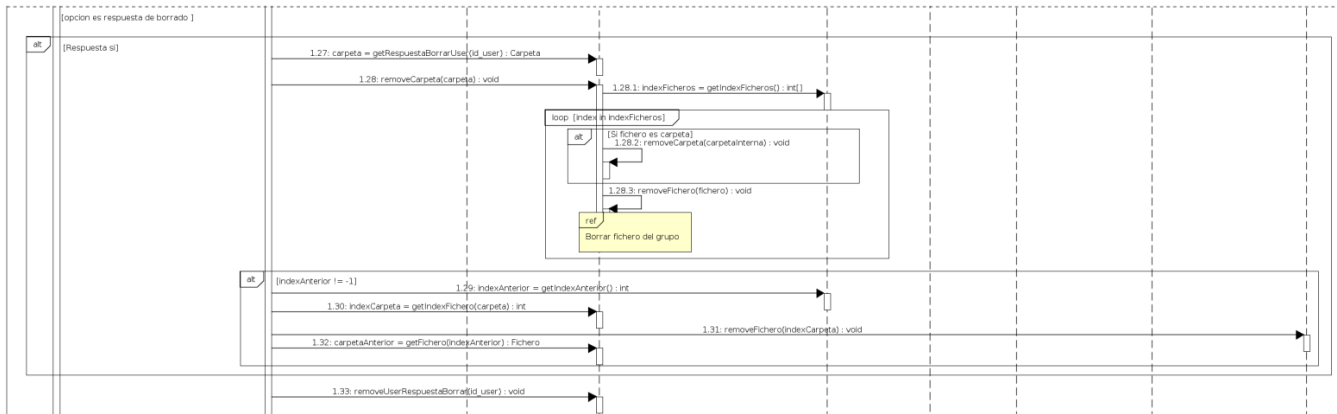 [opcion es respuesta de borrado ]
alt
[Respuesta si]
1.27: carpeta = getRespuestaBorrarUser(id_user) : Carpeta
1.28: removeCarpeta(carpeta) : void
1.28.1: indexFicheros = getIndexFicheros() : int[]
loop [index in indexFicheros]
alt
[Si fichero es carpeta]
1.28.2: removeCarpeta(carpetaInterna) : void
1.28.3: removeFichero(fichero) : void
ref
Borrar fichero del grupo
alt
[indexAnterior != -1]
1.29: indexAnterior = getIndexAnterior() : int
1.30: indexCarpeta = getIndexFichero(carpeta) : int
1.31: removeFichero(indexCarpeta) : void
1.32: carpetaAnterior = getFichero(indexAnterior) : Fichero
1.33: removeUserRespuestaBorrar(id_user) : void